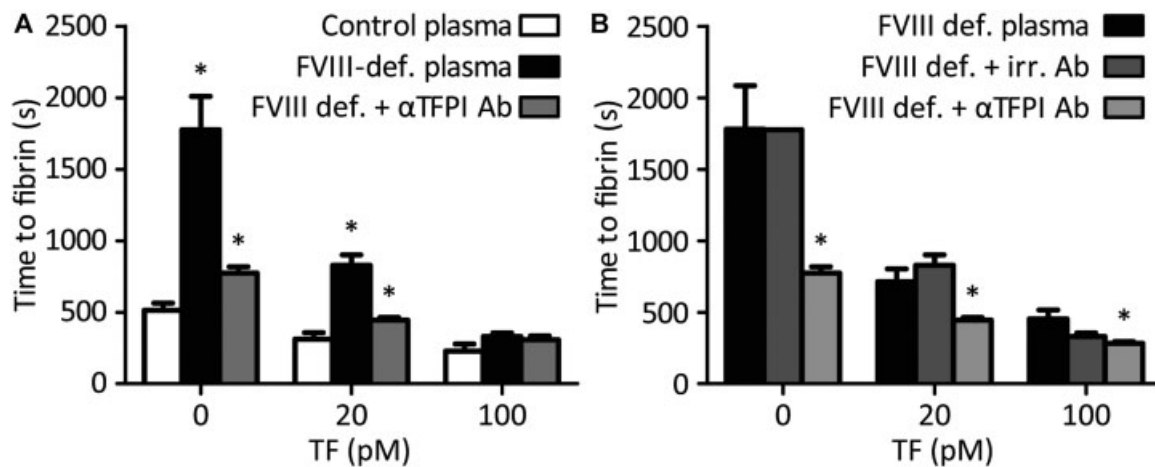 A
Control plasma
FVIII-def. plasma
FVIII def. + αTFPI Ab
Time to fibrin (s)
2500
2000
1500
1000
500
0
*
*
*
*
0 20 100
TF (pM)
B
FVIII def. plasma
FVIII def. + irr. Ab
FVIII def. + αTFPI Ab
Time to fibrin (s)
2500
2000
1500
1000
500
0
*
*
*
0 20 100
TF (pM)